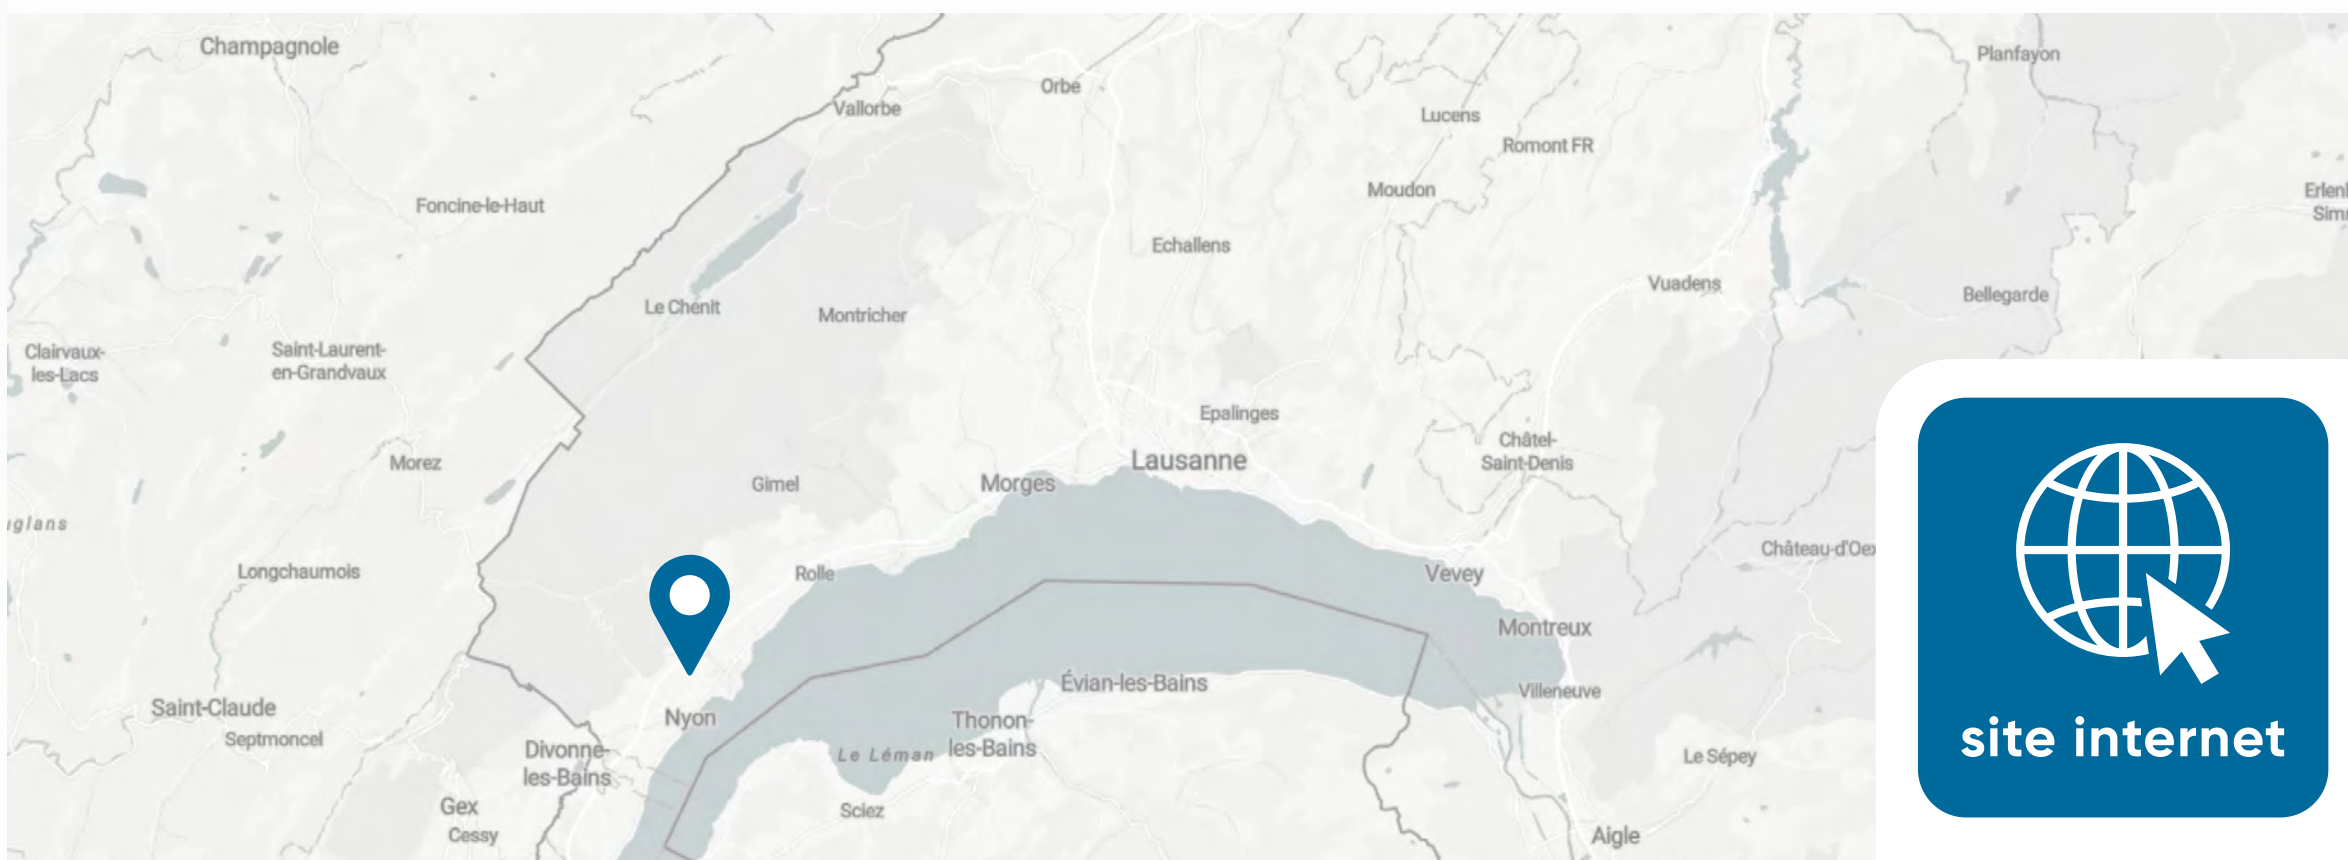 Champagnole
Planfayon
Orbe
Vallorbe
Lucens
Romont FR
Moudon
Foncine-le-Haut
Echallens
Vuadens
Bellegarde
Le Chenit
Montricher
Clairvaux-
les-Lacs
Saint-Laurent-
en-Grandvaux
Epalinges
Châtel-
Saint-Denis
Lausanne
Morez
Gimel
Morges
Château-d'Oex
Longchaumois
Rolle
Vevey
Montreux
Évian-les-Bains
Villeneuve
Saint-Claude
Septmoncel
Nyon
Thonon-
les-Bains
Divonne-
les-Bains
Le Léman
Le Sépey
Gex
Cessy
Sciez
Aigle
site internet